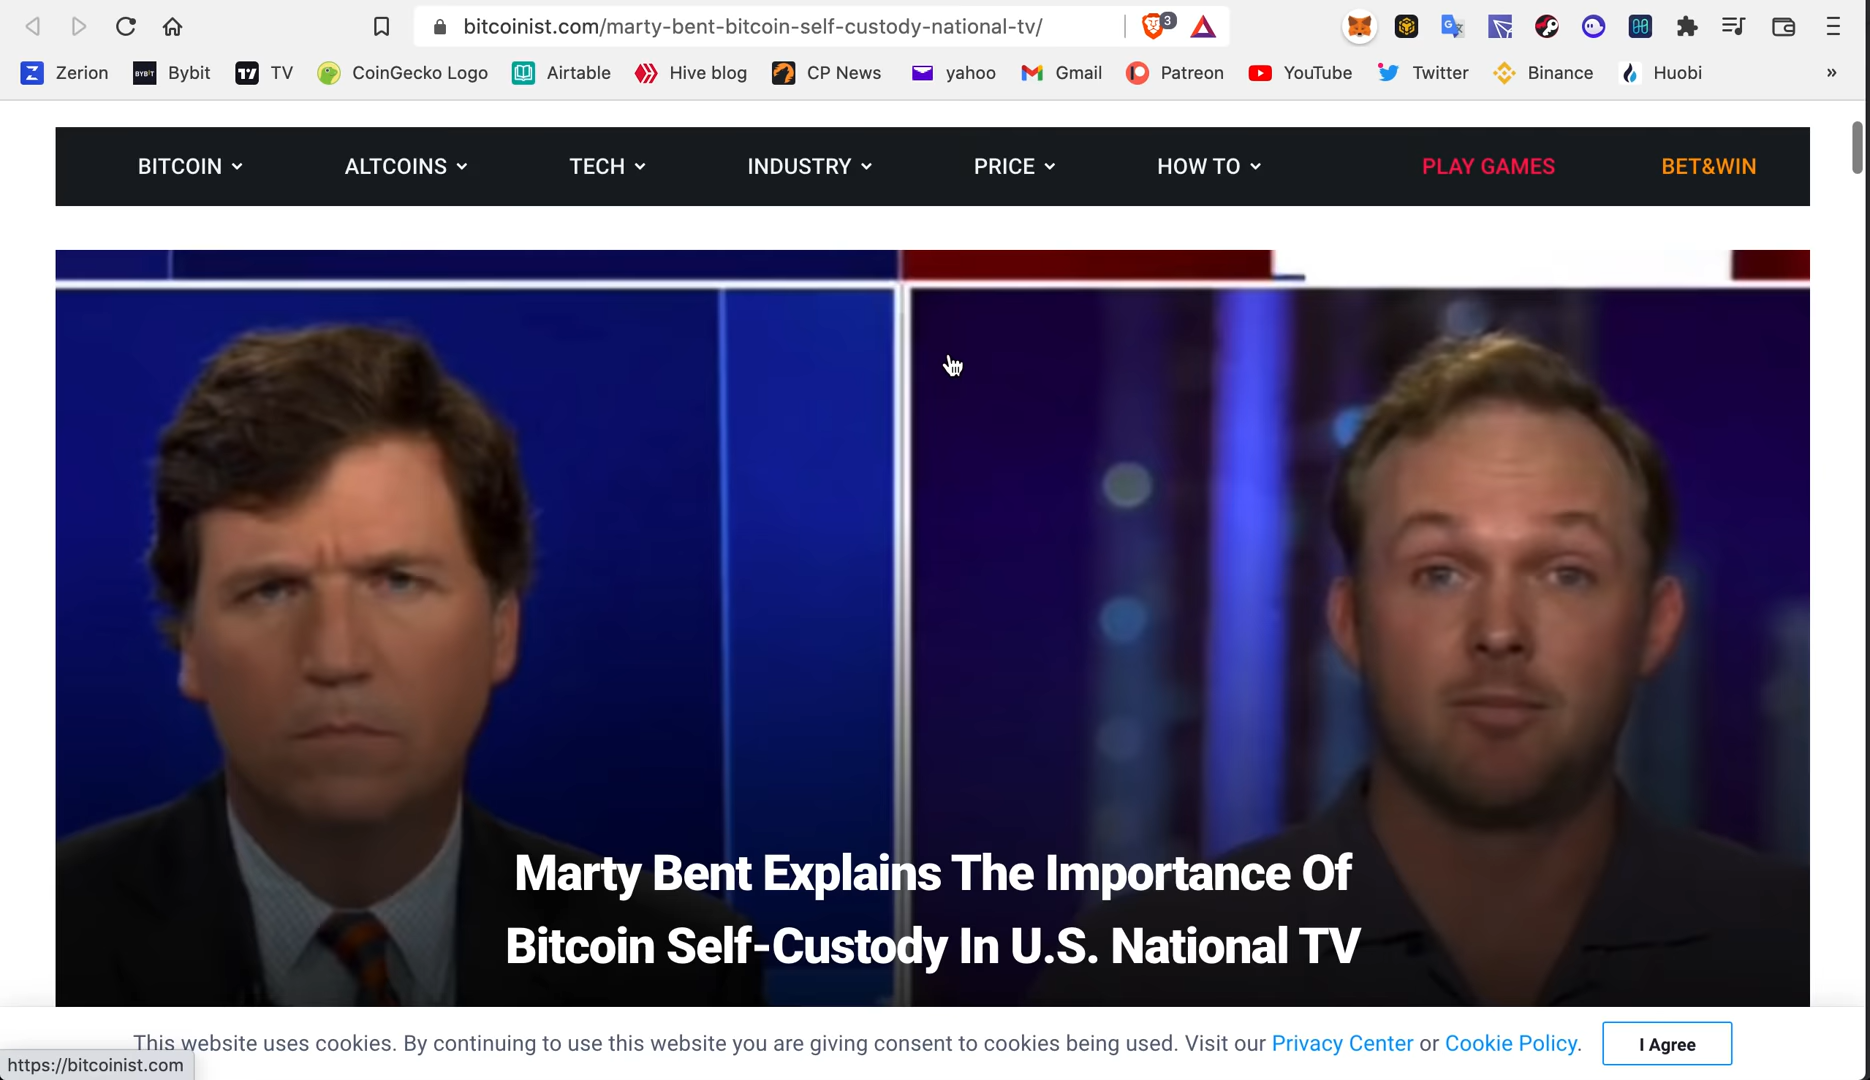 bitcoinist.com/marty-bent-bitcoin-self-custody-national-tv/
3
Zerion Bybit TV CoinGecko Logo Airtable Hive blog CP News yahoo Gmail Patreon YouTube Twitter Binance Huobi »
BITCOIN ALTCOINS TECH INDUSTRY PRICE HOW TO PLAY GAMES BET&WIN
Marty Bent Explains The Importance Of
Bitcoin Self-Custody In U.S. National TV
This website uses cookies. By continuing to use this website you are giving consent to cookies being used. Visit our Privacy Center or Cookie Policy. I Agree
https://bitcoinist.com